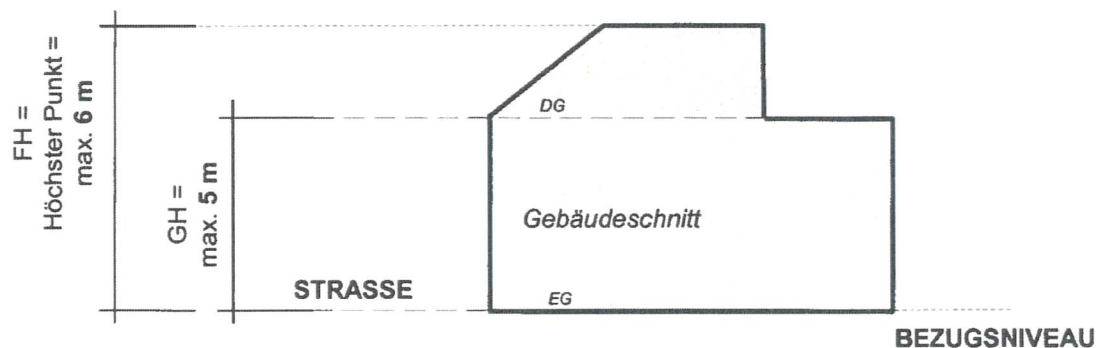 FH =
Höchster Punkt =
max. 6 m
GH =
max. 5 m
DG
Gebäudeschnitt
STRASSE
EG
BEZUGSNIVEAU